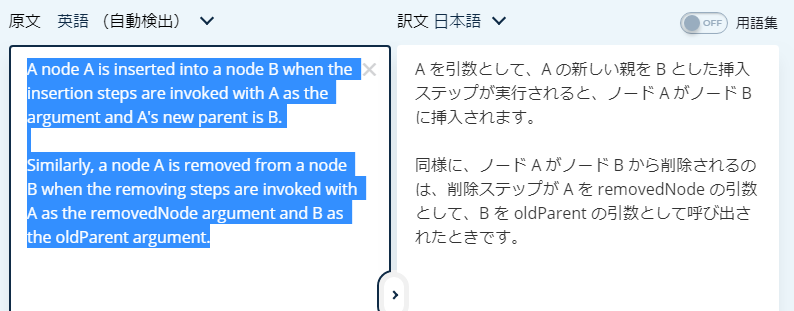 原文 英語 （自動検出）
訳文 日本語
OFF 用語集
A node A is inserted into a node B when the
insertion steps are invoked with A as the
argument and A's new parent is B.
Similarly, a node A is removed from a node
B when the removing steps are invoked with
A as the removedNode argument and B as
the oldParent argument.
A を引数として、A の新しい親を B とした挿入
ステップが実行されると、ノード A がノード B
に挿入されます。
同様に、ノード A がノード B から削除されるの
は、削除ステップが A を removedNode の引数
として、B を oldParent の引数として呼び出さ
れたときです。